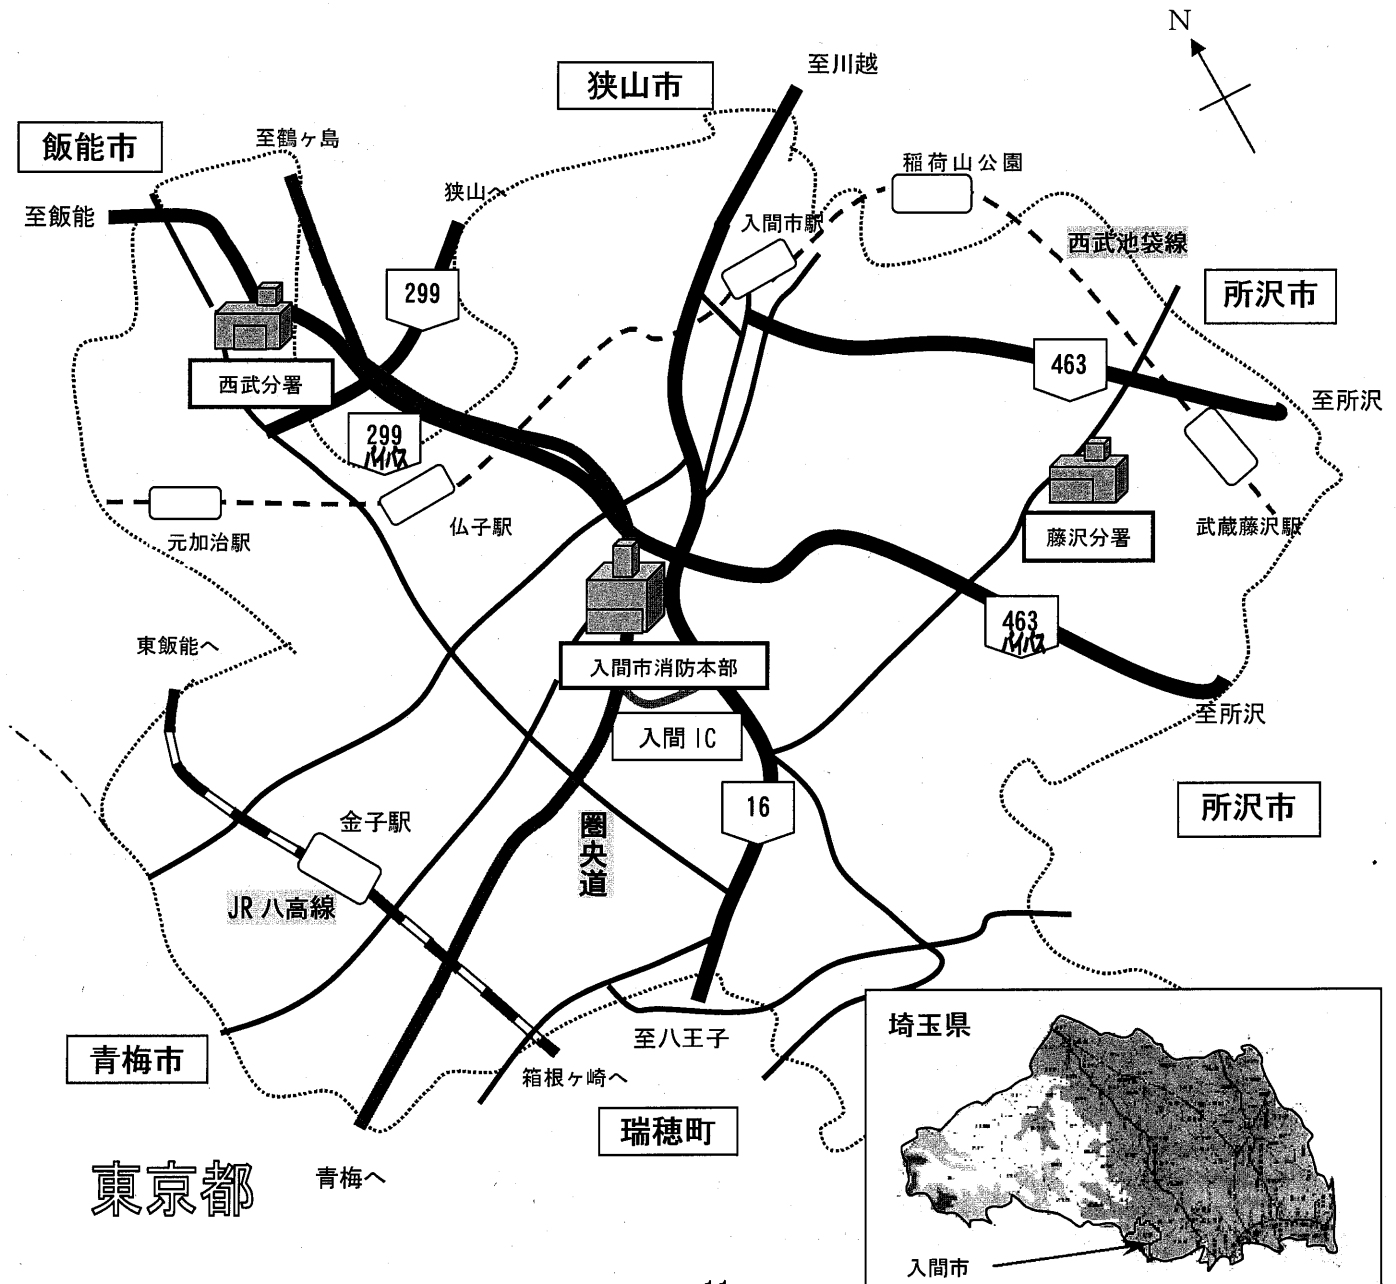 N
至川越
狭山市
飯能市
至鶴ヶ島
稲荷山公園
狭山へ
至飯能
入間市駅
西武池袋線
299
所沢市
463
西武分署
至所沢
299
バイパス
仏子駅
元加治駅
武蔵藤沢駅
藤沢分署
463
バイパス
東飯能へ
入間市消防本部
至所沢
入間IC
16
所沢市
金子駅
圏央道
JR八高線
埼玉県
至八王子
青梅市
箱根ヶ崎へ
瑞穂町
青梅へ
東京都
入間市